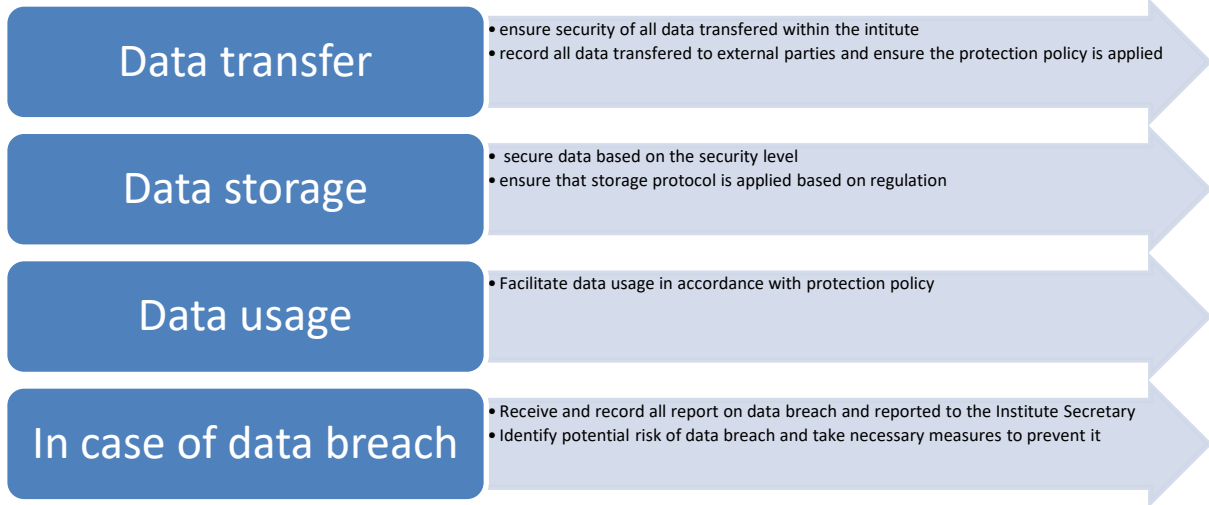 Data transfer
• ensure security of all data transfered within the intitute
• record all data transfered to external parties and ensure the protection policy is applied
Data storage
• secure data based on the security level
• ensure that storage protocol is applied based on regulation
Data usage
• Facilitate data usage in accordance with protection policy
In case of data breach
• Receive and record all report on data breach and reported to the Institute Secretary
• Identify potential risk of data breach and take necessary measures to prevent it